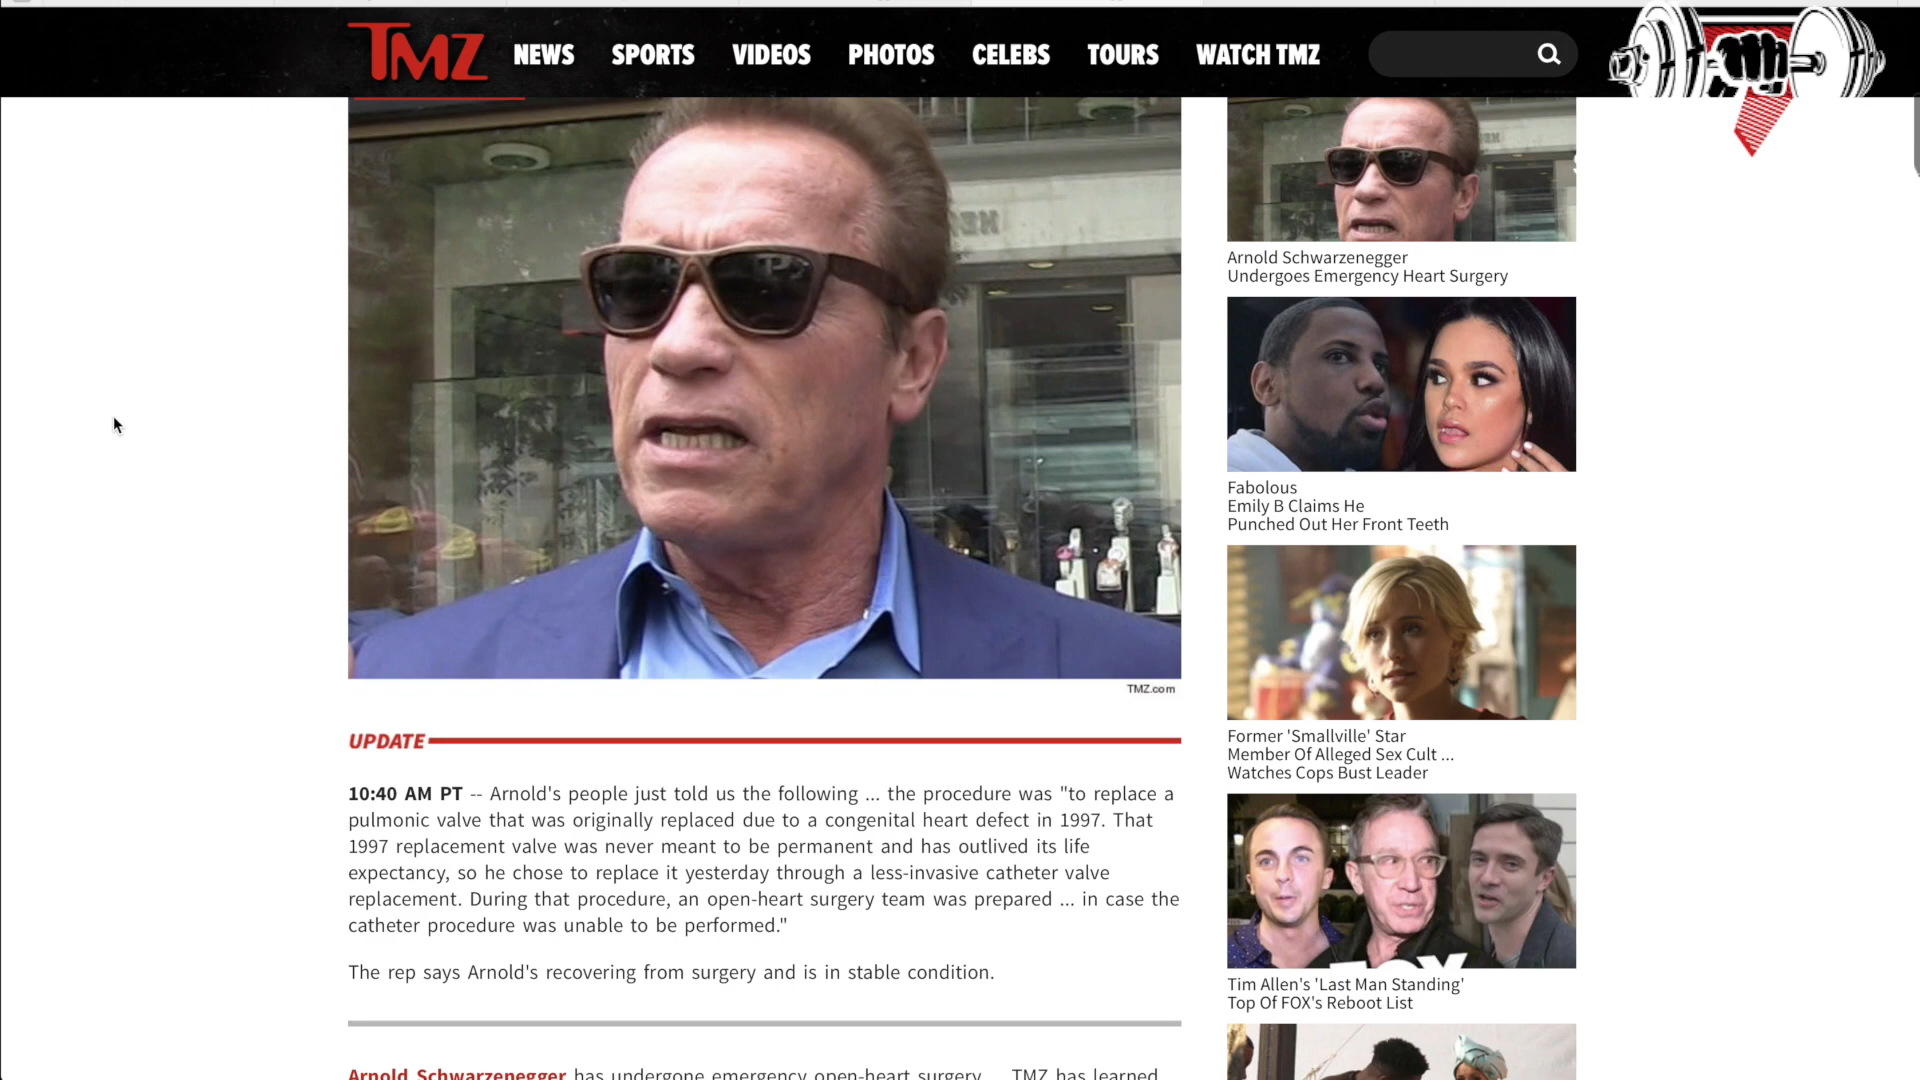 TMZ NEWS SPORTS VIDEOS PHOTOS CELEBS TOURS WATCH TMZ
TMZ.com
UPDATE
10:40 AM PT -- Arnold's people just told us the following ... the procedure was "to replace a
pulmonic valve that was originally replaced due to a congenital heart defect in 1997. That
1997 replacement valve was never meant to be permanent and has outlived its life
expectancy, so he chose to replace it yesterday through a less-invasive catheter valve
replacement. During that procedure, an open-heart surgery team was prepared ... in case the
catheter procedure was unable to be performed."
The rep says Arnold's recovering from surgery and is in stable condition.
Arnold Schwarzenegger has undergone emergency open-heart surgery ... TMZ has learned
Arnold Schwarzenegger
Undergoes Emergency Heart Surgery
Fabolous
Emily B Claims He
Punched Out Her Front Teeth
Former 'Smallville' Star
Member Of Alleged Sex Cult ...
Watches Cops Bust Leader
FOX
Tim Allen's 'Last Man Standing'
Top Of FOX's Reboot List